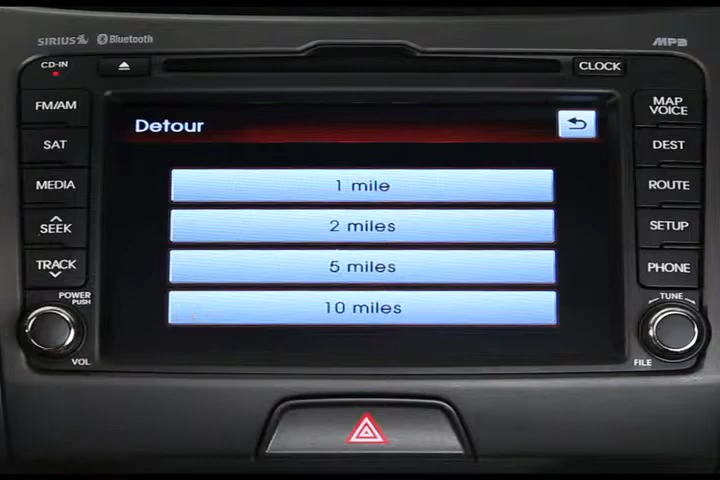 SIRIUS Bluetooth
MP3
CD-IN
CLOCK
FM/AM
SAT
MEDIA
SEEK
TRACK
POWER
PUSH
VOL
Detour
1 mile
2 miles
5 miles
10 miles
MAP
VOICE
DEST
ROUTE
SETUP
PHONE
TUNE
FILE